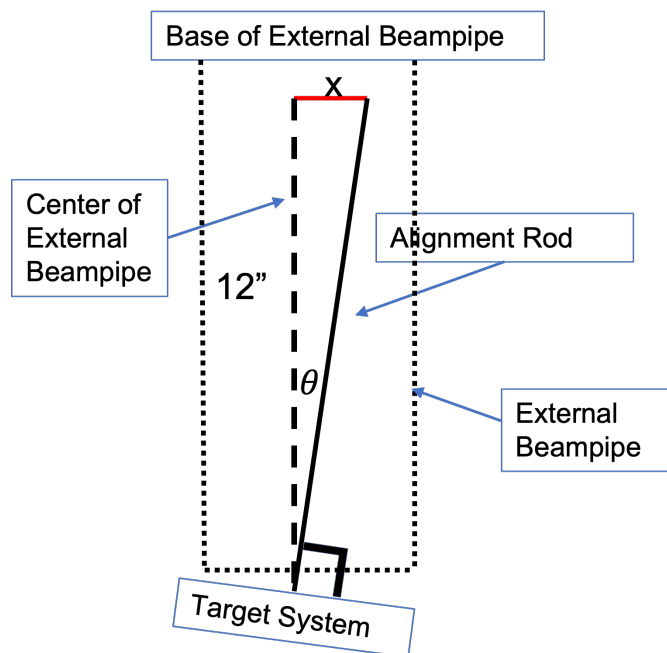 Base of External Beampipe
x
Center of
External
Beampipe
Alignment Rod
12”
θ
External
Beampipe
Target System